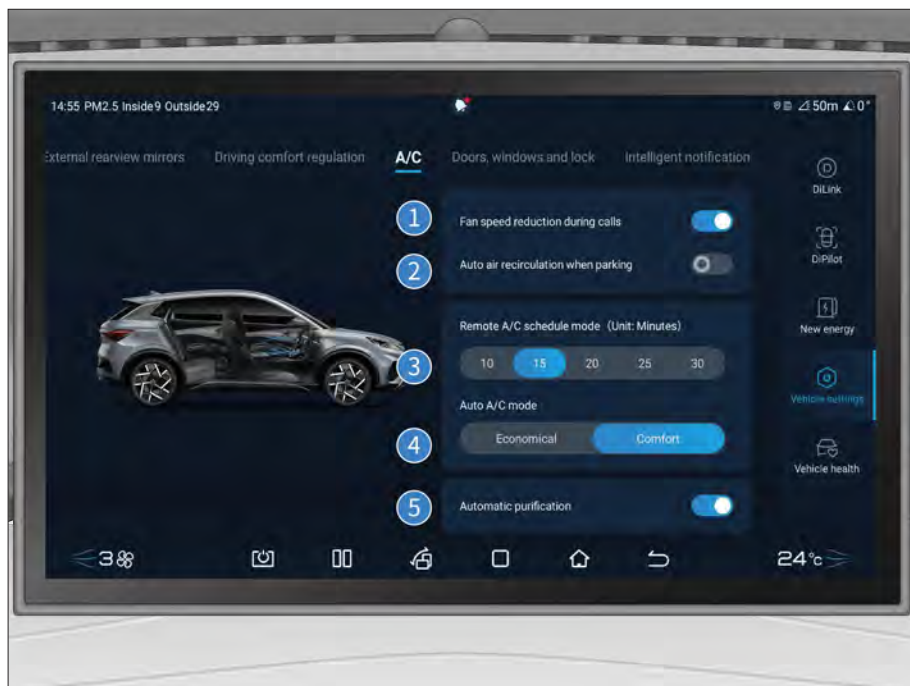 14:55 PM2.5 Inside9 Outside29
50m 0°
External rearview mirrors Driving comfort regulation A/C Doors, windows and lock Intelligent notification
DiLink
1 Fan speed reduction during calls
2 Auto air recirculation when parking
DiPilot
Remote A/C schedule mode (Unit: Minutes)
New energy
3 10 15 20 25 30
Auto A/C mode
Vehicle settings
4 Economical Comfort
Vehicle health
5 Automatic purification
3 24°c